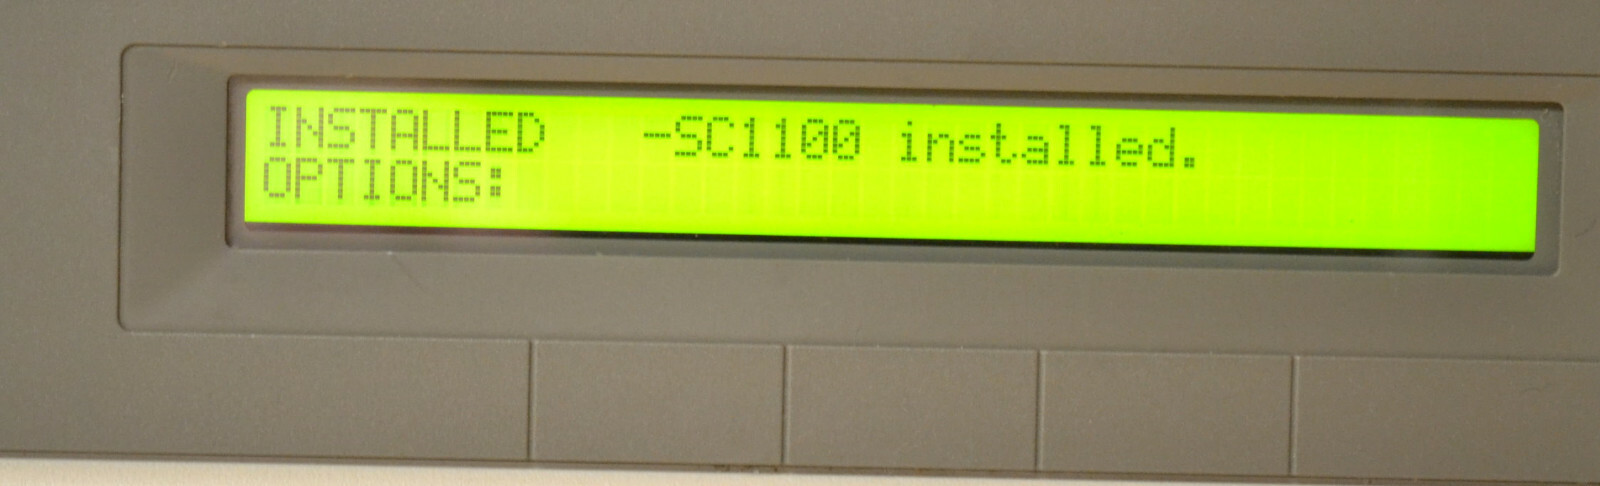 INSTALLED -SC1100 installed.
OPTIONS: